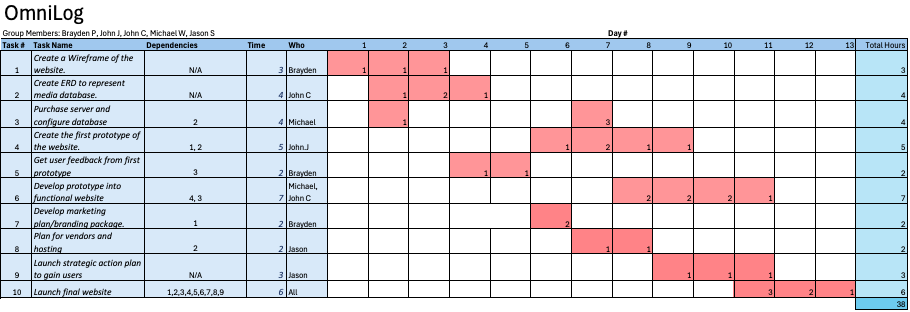 OmniLog
Group Members: Brayden P, John J, John C, Michael W, Jason S Day #
Task # Task Name Dependencies Time Who 1 2 3 4 5 6 7 8 9 10 11 12 13 Total Hours
Create a Wireframe of the
1 website. N/A 3 Brayden 1 1 1 3
Create ERD to represent
2 media database. N/A 4 John C 1 2 1 4
Purchase server and
3 configure database 2 4 Michael 1 3 4
Create the first prototype of
4 the website. 1, 2 5 John.J 1 2 1 1 5
Get user feedback from first
5 prototype 3 2 Brayden 1 1 2
Develop prototype into Michael,
6 functional website 4, 3 7 John C 2 2 2 1 7
Develop marketing
7 plan/branding package. 1 2 Brayden 2 2
Plan for vendors and
8 hosting 2 2 Jason 1 1 2
Launch strategic action plan
9 to gain users N/A 3 Jason 1 1 1 3
10 Launch final website 1,2,3,4,5,6,7,8,9 6 All 3 2 1 6
38